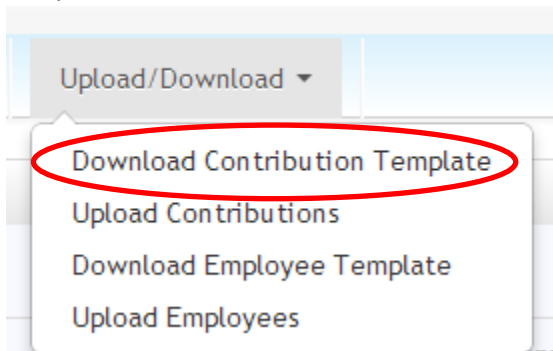 Upload/Download
Download Contribution Template
Upload Contributions
Download Employee Template
Upload Employees